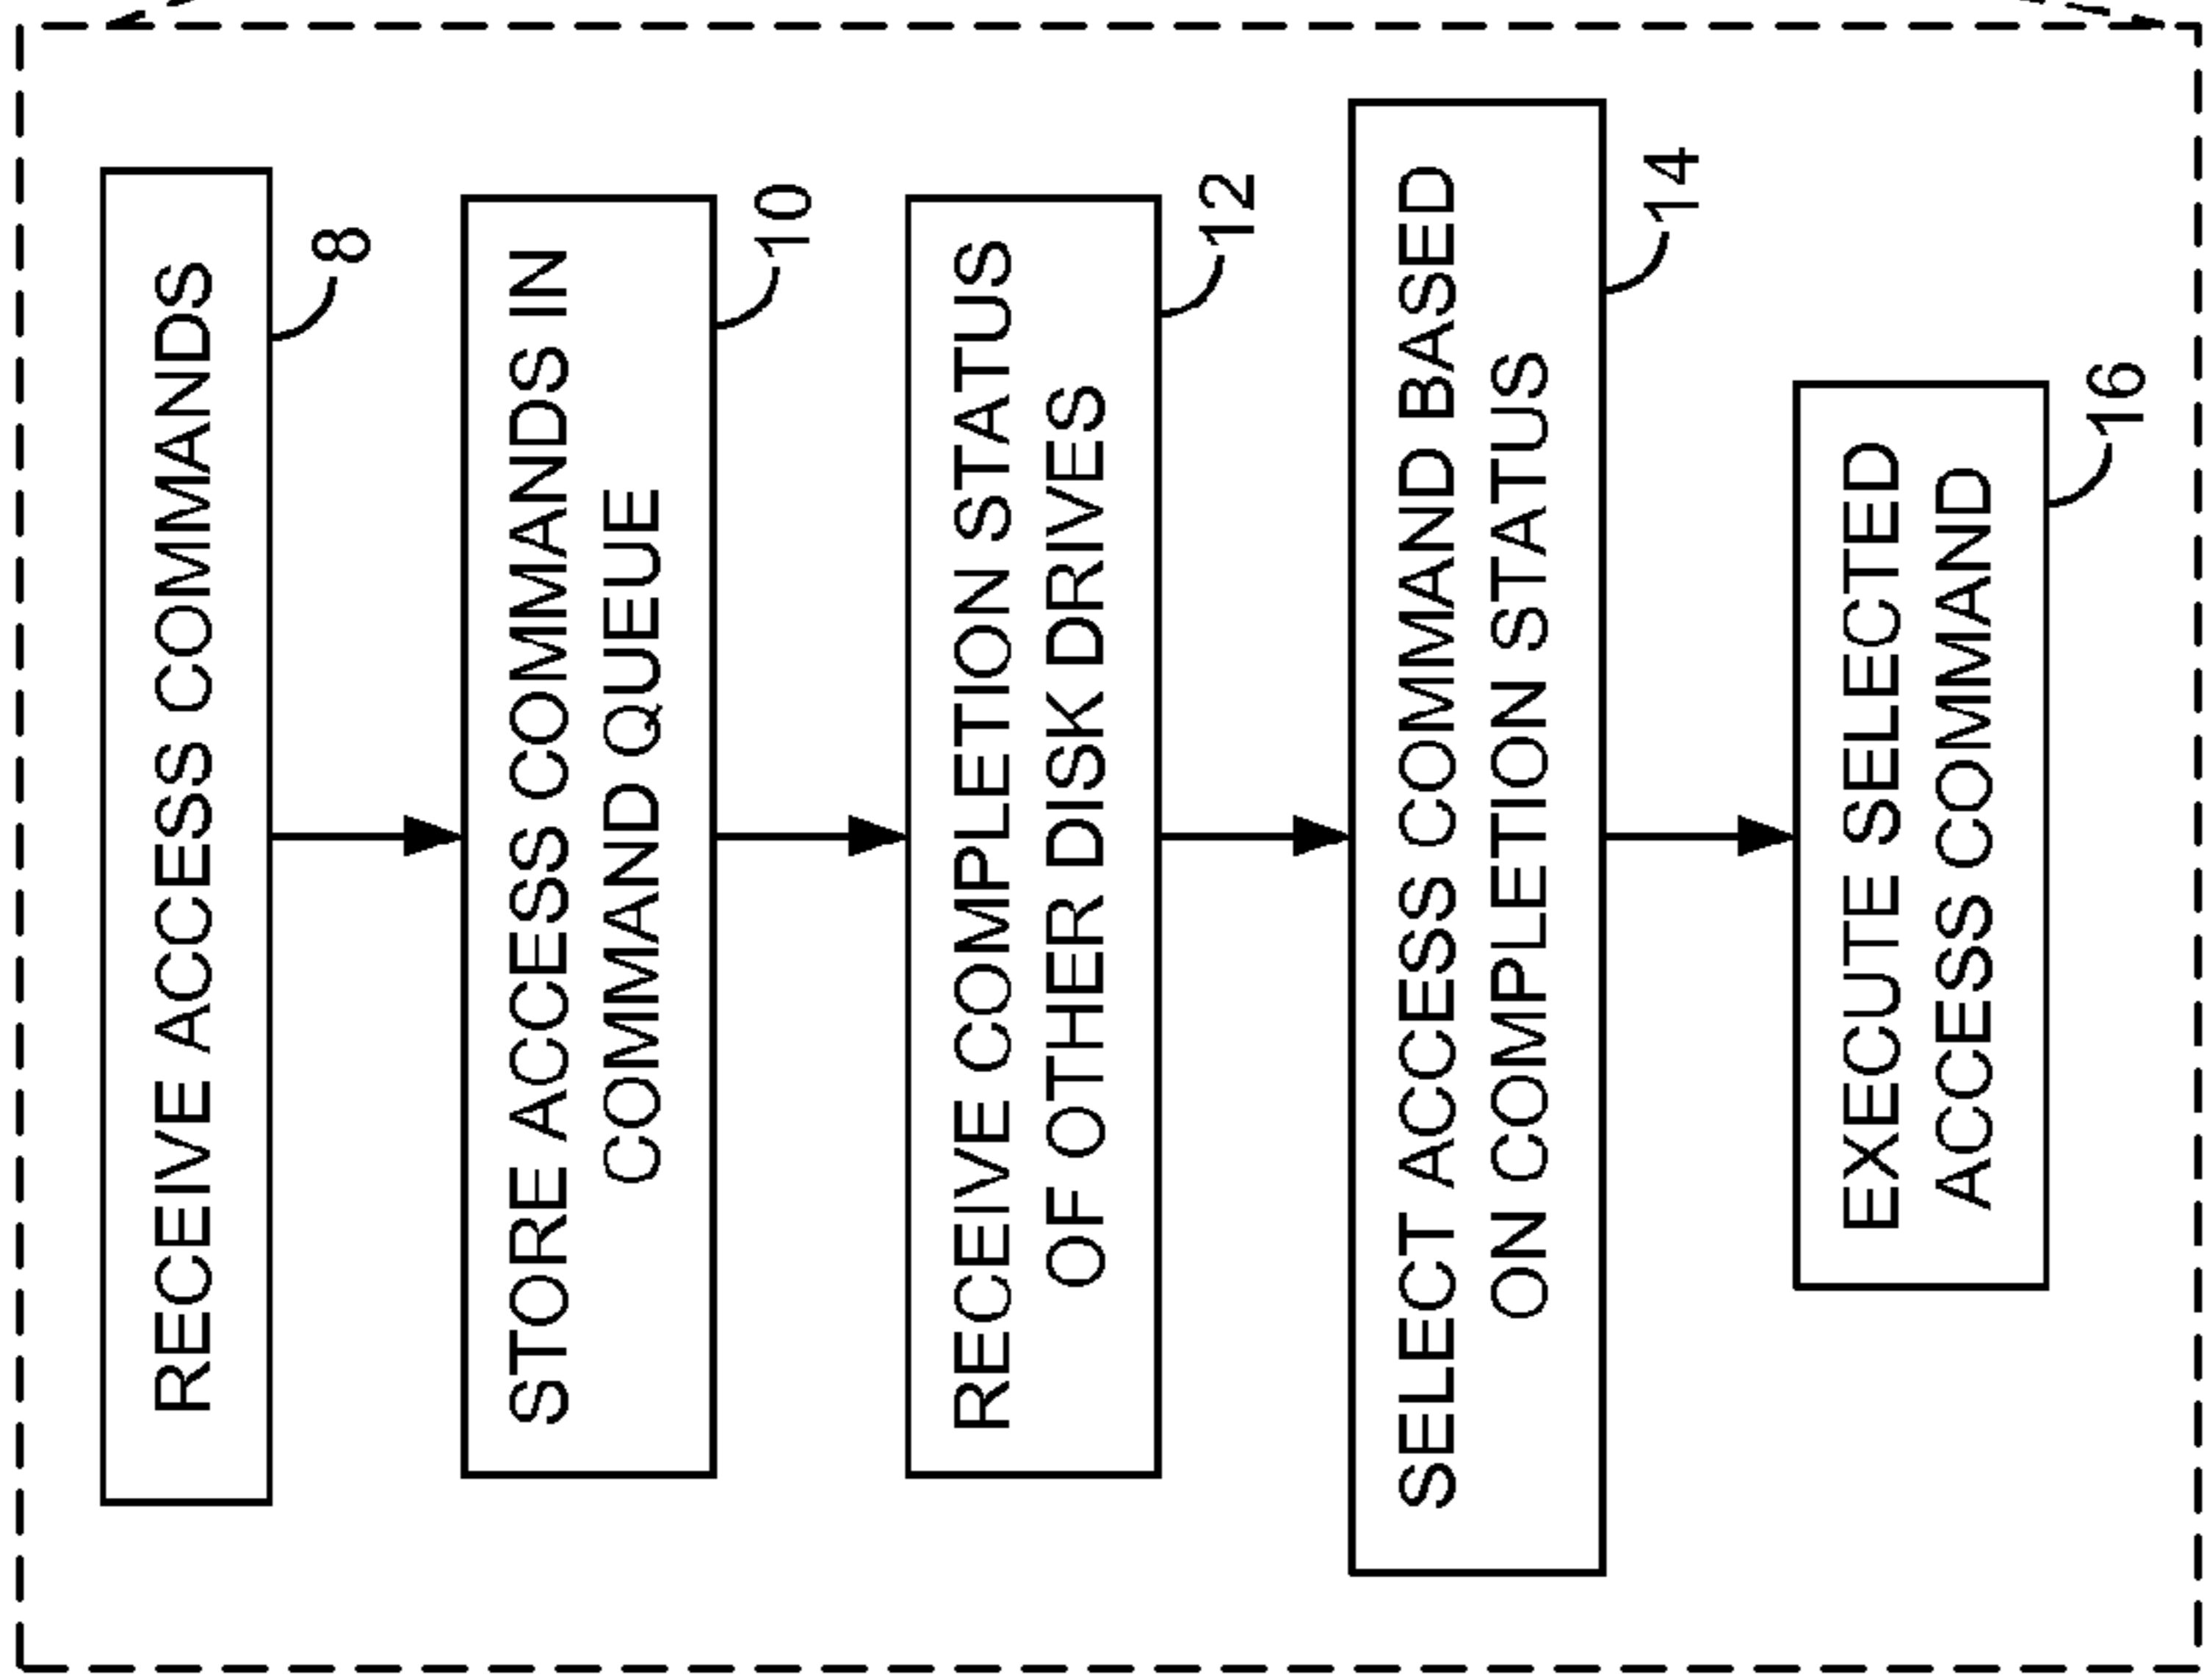 RECEIVE ACCESS COMMANDS
8
STORE ACCESS COMMANDS IN
COMMAND QUEUE
10
RECEIVE COMPLETION STATUS
OF OTHER DISK DRIVES
12
SELECT ACCESS COMMAND BASED
ON COMPLETION STATUS
14
EXECUTE SELECTED
ACCESS COMMAND
16